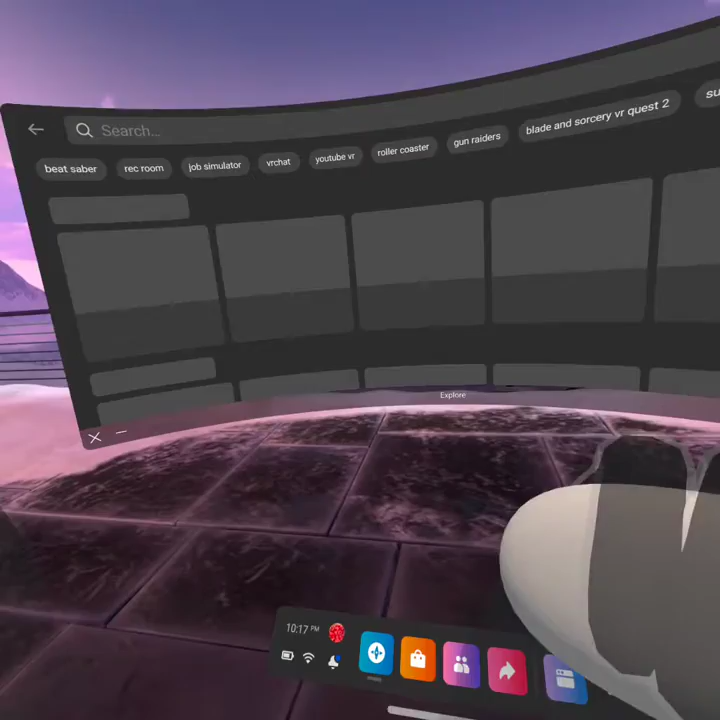 Search...
beat saber
rec room
job simulator
vrchat
youtube vr
roller coaster
gun raiders
blade and sorcery vr quest 2
su
Explore
10:17 PM